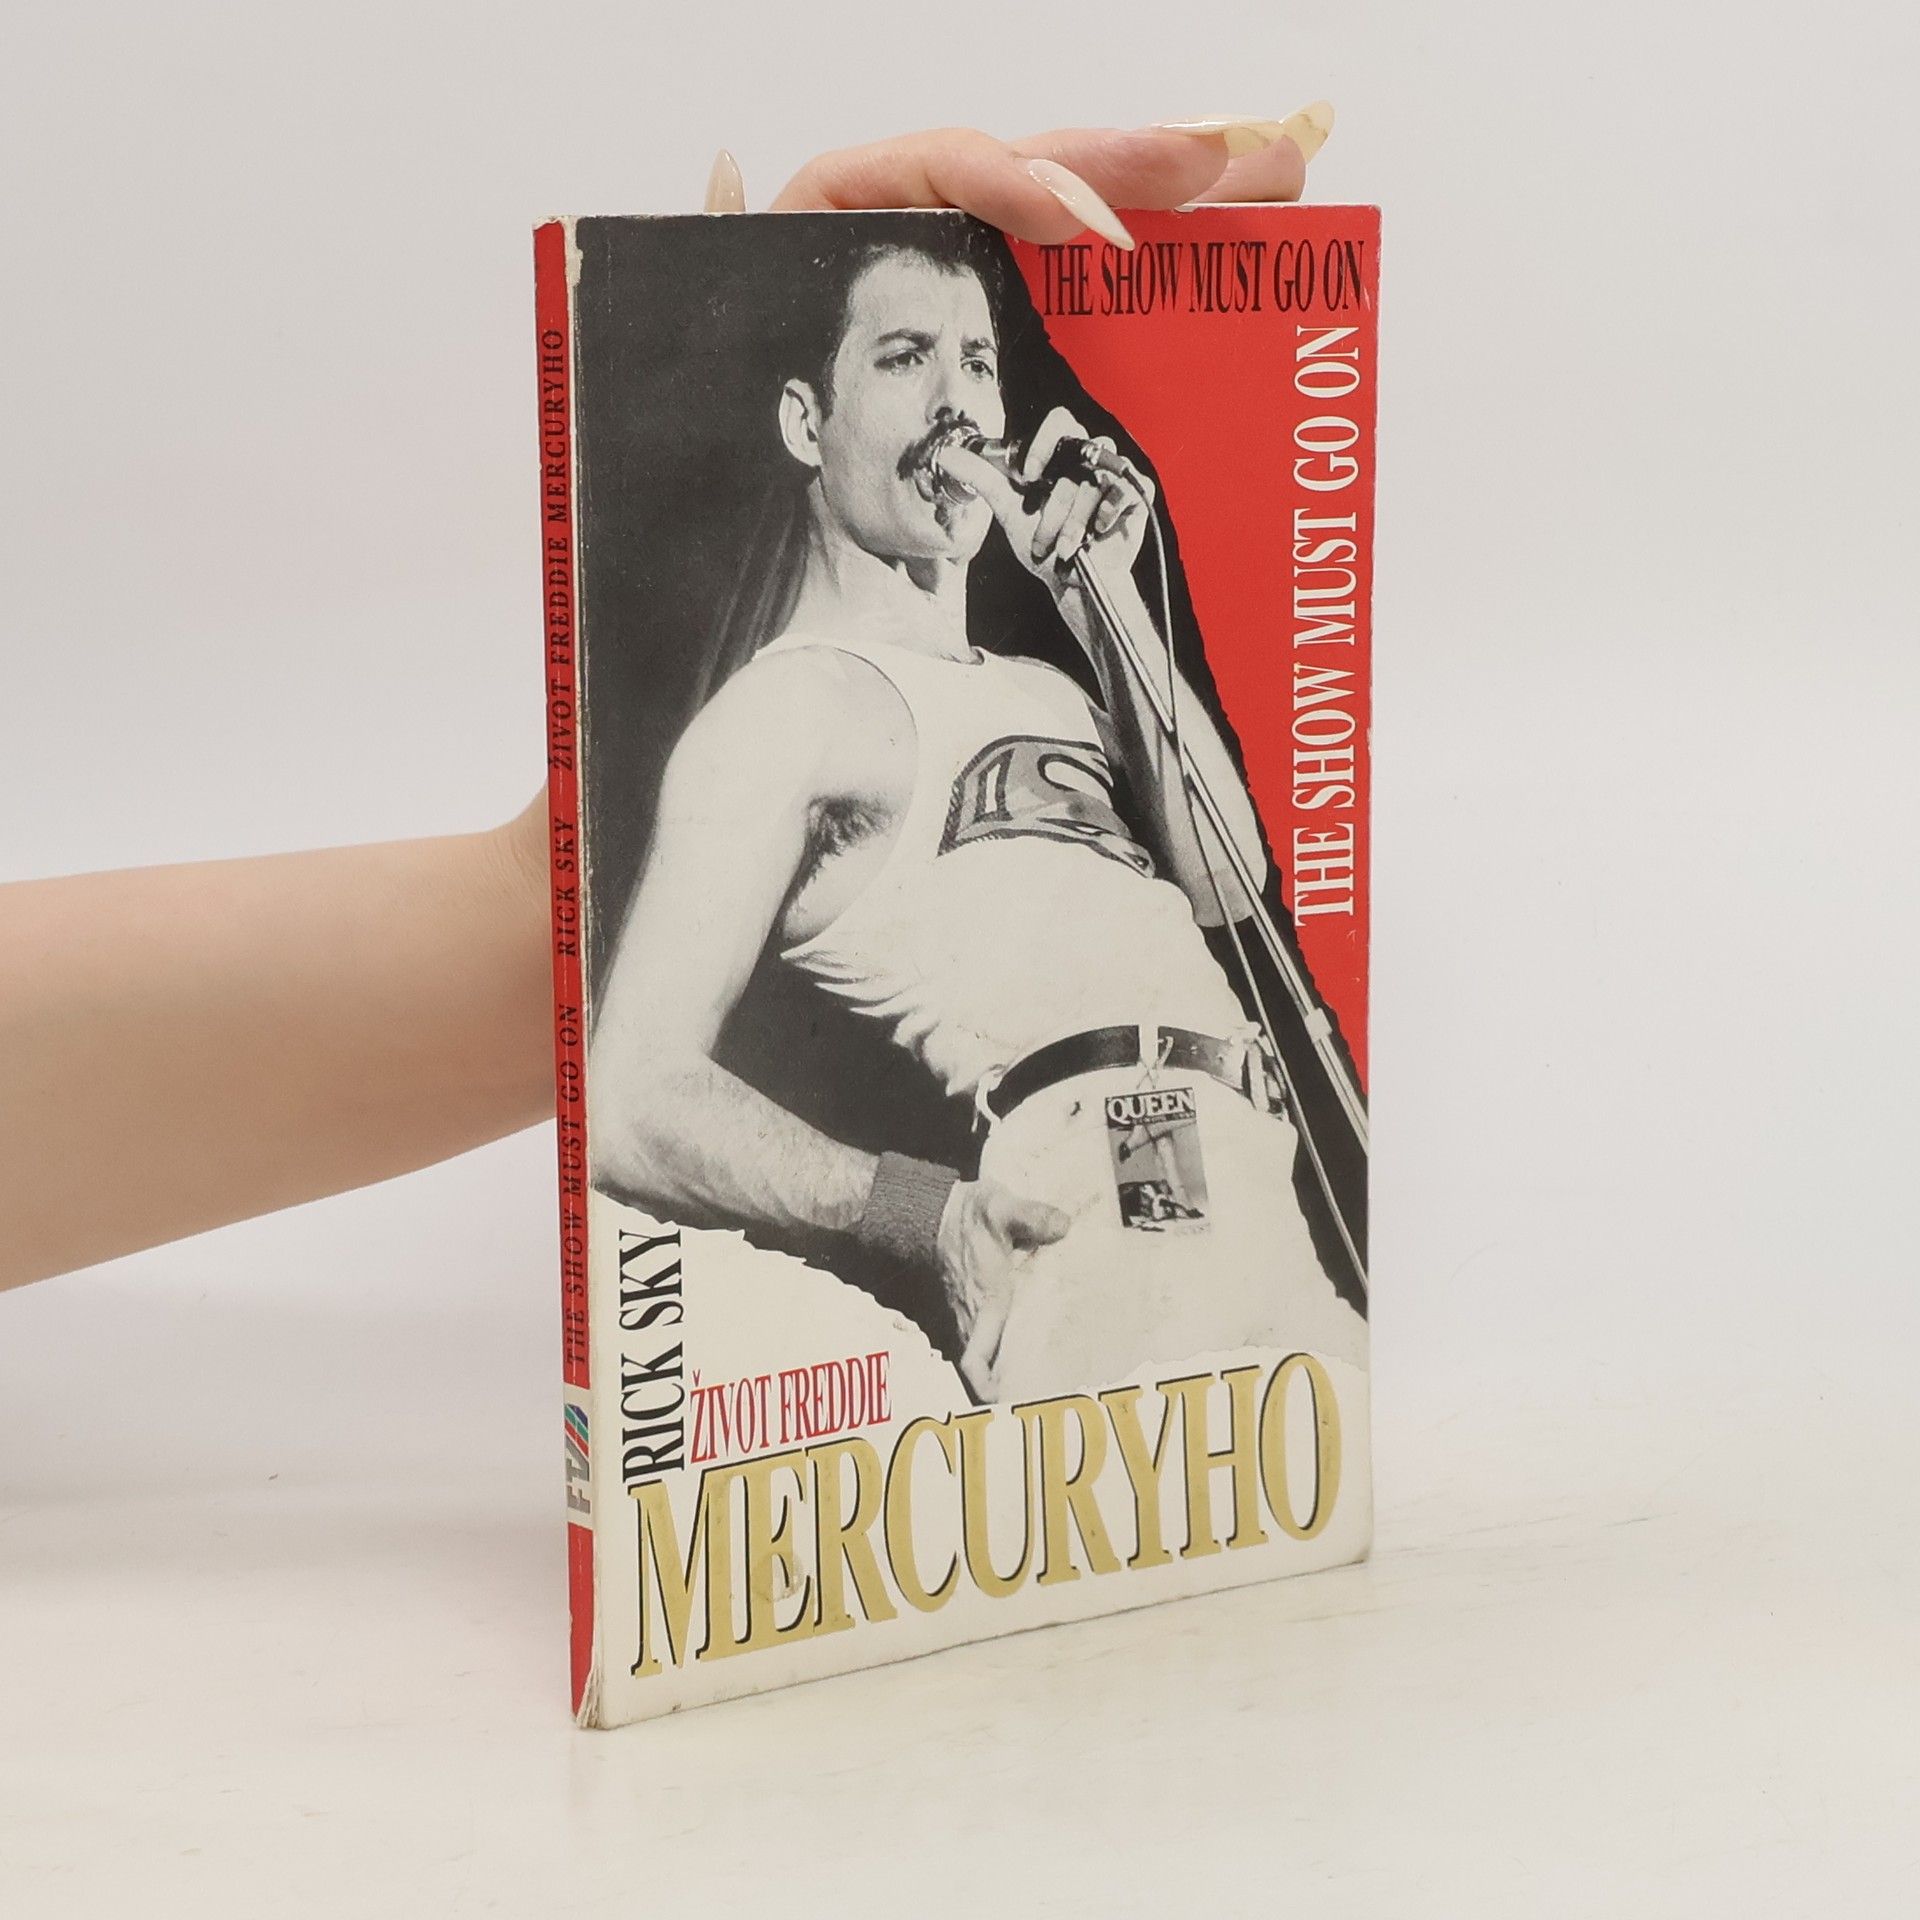 THE SHOW MUST GO ON
THE SHOW MUST GO ON
QUEEN
RICK SKY
ŽIVOT FREDDIE
MERCURYHO
THE SHOW MUST GO ON RICK SKY ŽIVOT FREDDIE MERCURYHO